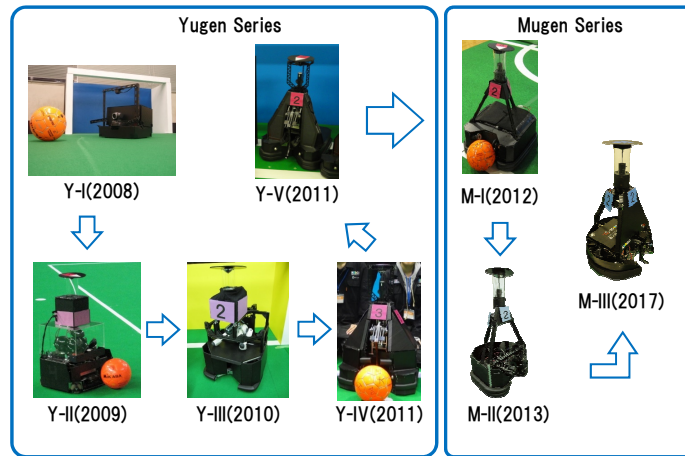 Yugen Series
Mugen Series
Y-I(2008)
Y-V(2011)
M-I(2012)
M-III(2017)
Y-II(2009)
Y-III(2010)
Y-IV(2011)
M-II(2013)
2
2
2
3
2
2